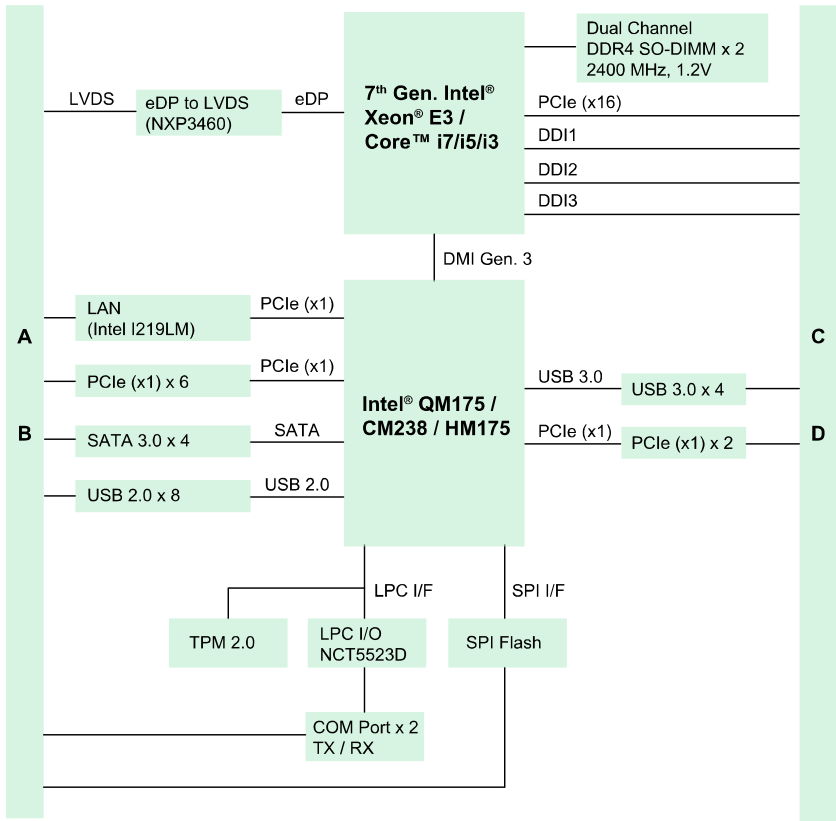 Dual Channel
DDR4 SO-DIMM x 2
2400 MHz, 1.2V
LVDS
eDP to LVDS
(NXP3460)
eDP
7th Gen. Intel®
Xeon® E3 /
Core™ i7/i5/i3
PCIe (x16)
DDI1
DDI2
DDI3
DMI Gen. 3
A
B
LAN
(Intel I219LM)
PCIe (x1)
PCIe (x1) x 6
PCIe (x1)
SATA 3.0 x 4
SATA
USB 2.0 x 8
USB 2.0
Intel® QM175 /
CM238 / HM175
USB 3.0
USB 3.0 x 4
PCIe (x1)
PCIe (x1) x 2
C
D
LPC I/F
SPI I/F
TPM 2.0
LPC I/O
NCT5523D
SPI Flash
COM Port x 2
TX / RX